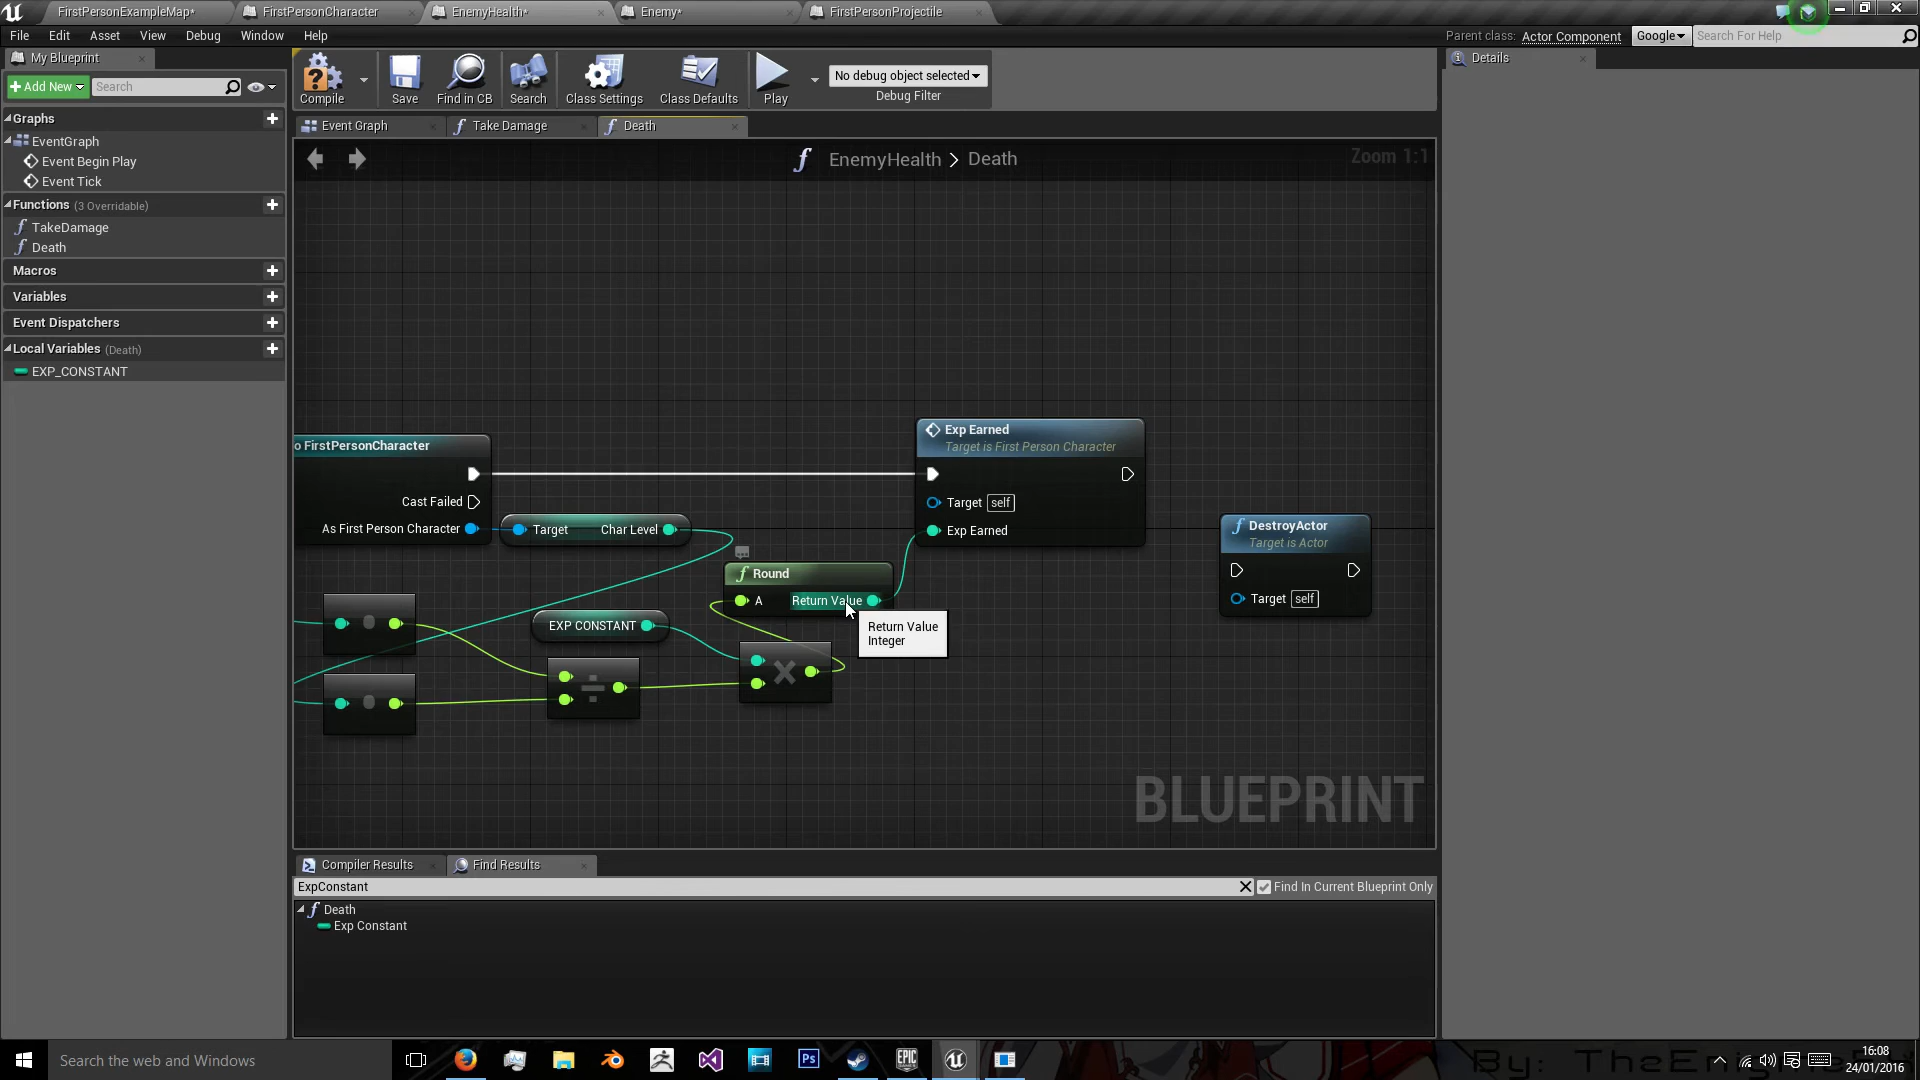 FirstPersonExampleMap*
FirstPersonCharacter
EnemyHealth*
Enemy*
FirstPersonProjectile
File Edit Asset View Debug Window Help
Parent class: Actor Component
Google
Search For Help
My Blueprint
Details
Add New
Search
Compile
Save
Find in CB
Search
Class Settings
Class Defaults
Play
No debug object selected
Debug Filter
Graphs
EventGraph
Event Begin Play
Event Tick
Functions (3 Overridable)
TakeDamage
Death
Macros
Variables
Event Dispatchers
Local Variables (Death)
EXP_CONSTANT
Event Graph
Take Damage
Death
EnemyHealth > Death
Zoom 1:1
o FirstPersonCharacter
Cast Failed
As First Person Character
Target Char Level
Exp Earned
Target is First Person Character
Target self
Exp Earned
DestroyActor
Target is Actor
Target self
Round
A Return Value
Return Value
Integer
EXP CONSTANT
BLUEPRINT
Compiler Results
Find Results
ExpConstant
Find In Current Blueprint Only
Death
Exp Constant
Search the web and Windows
Ps
EPIC
16:08
24/01/2016